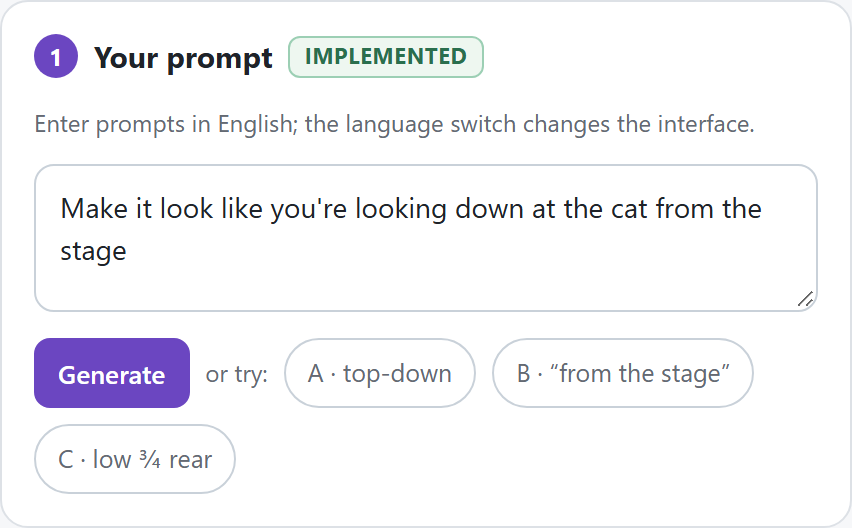 1 Your prompt IMPLEMENTED
Enter prompts in English; the language switch changes the interface.
Make it look like you're looking down at the cat from the
stage
Generate or try: A · top-down B · “from the stage”
C · low ¾ rear